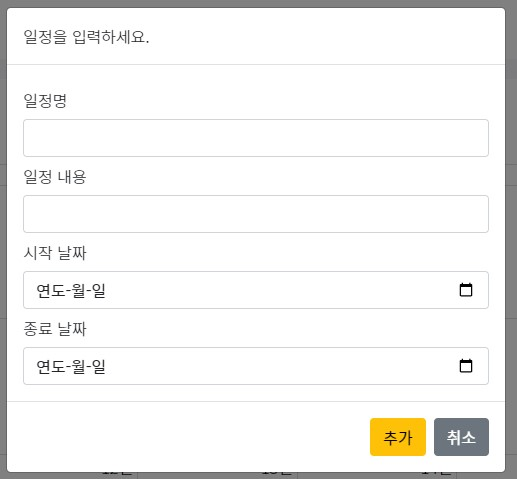 일정을 입력하세요.
일정명
일정 내용
시작 날짜
연도-월-일
종료 날짜
연도-월-일
추가 취소